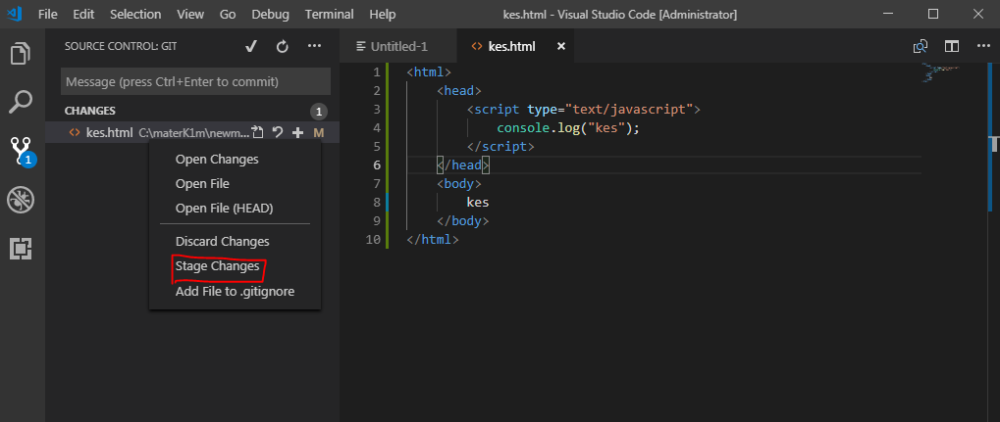 File Edit Selection View Go Debug Terminal Help kes.html - Visual Studio Code [Administrator]
SOURCE CONTROL: GIT
Message (press Ctrl+Enter to commit)
CHANGES 1
kes.html C:\materK1m\newm... M
1
Open Changes
Open File
Open File (HEAD)
Discard Changes
Stage Changes
Add File to .gitignore
Untitled-1 kes.html
1 <html>
2 <head>
3 <script type="text/javascript">
4 console.log("kes");
5 </script>
6 </head>
7 <body>
8 kes
9 </body>
10 </html>